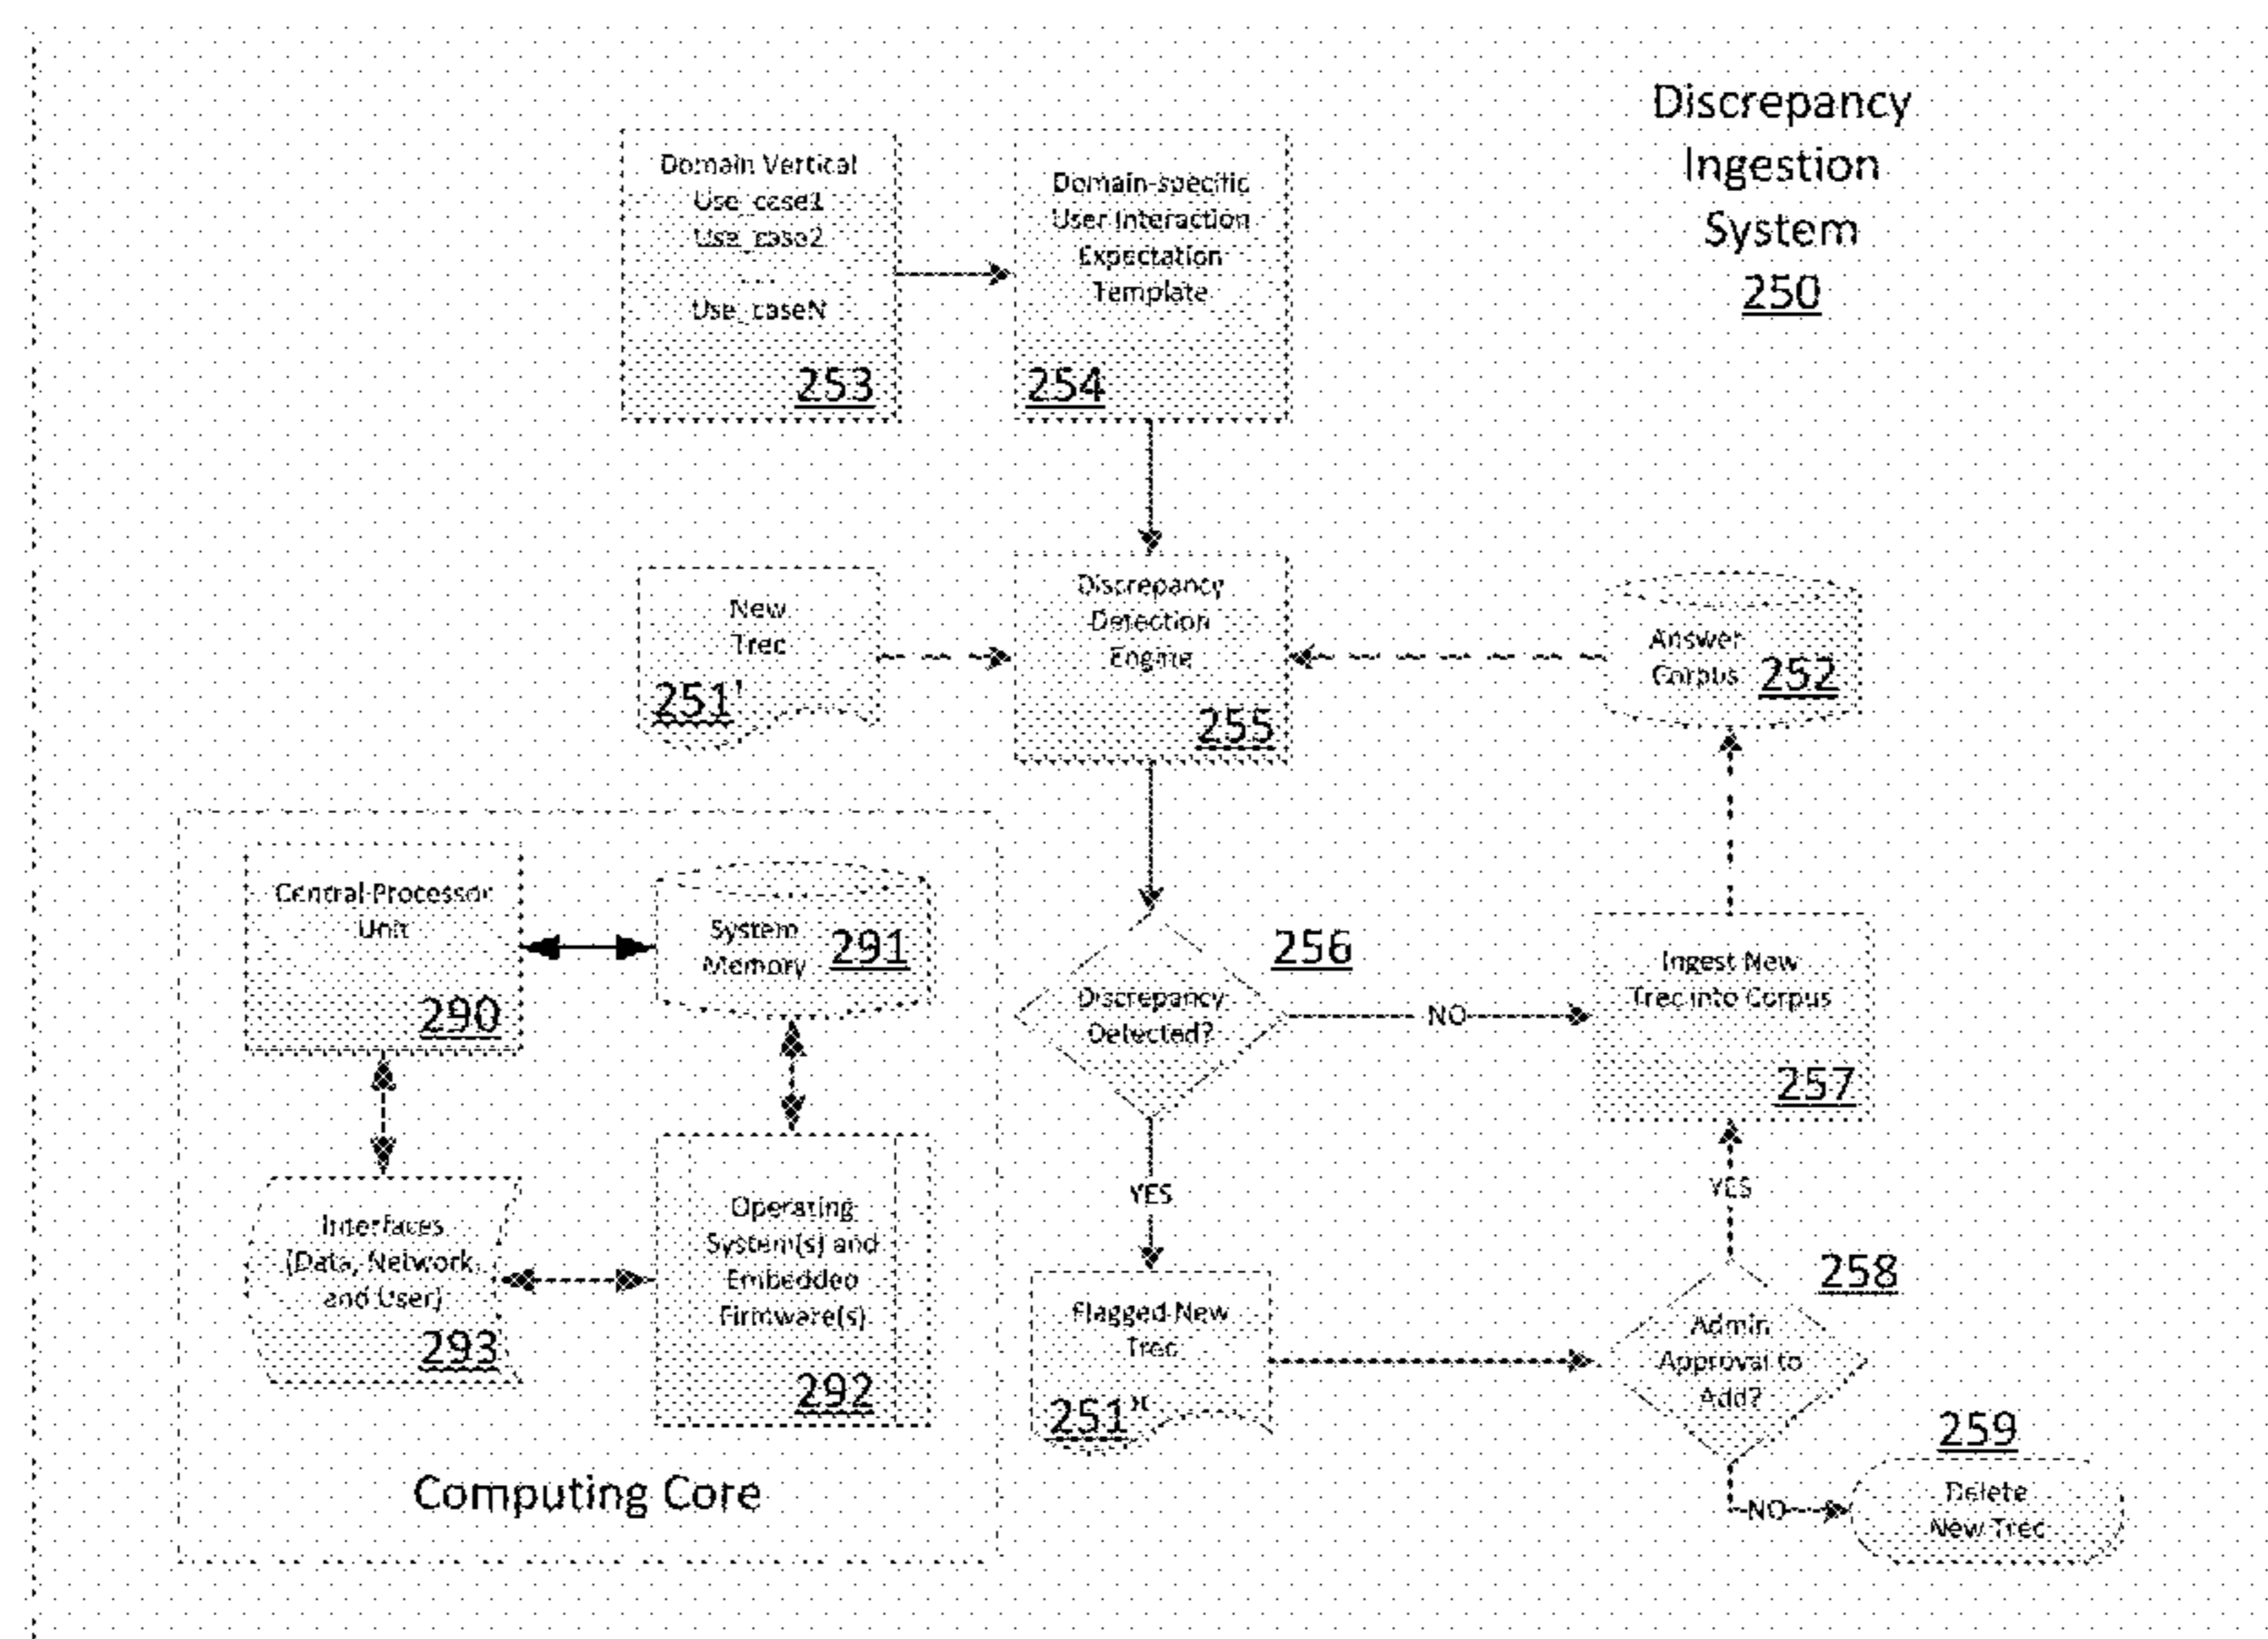 Discrepancy
Ingestion
System
250
Domain Vertical
Use_case1
Use_case2
...
Use_caseN
253
Domain-specific
User Interaction
Expectation
Template
254
New
Trec
251'
Discrepancy
Detection
Engine
255
Answer
Corpus
252
Central Processor
Unit
290
System
Memory
291
Discrepancy
Detected?
256
NO
Ingest New
Trec into Corpus
257
YES
YES
Interfaces
(Data, Network
and User)
293
Operating
System(s) and
Embedded
Firmware(s)
292
Flagged New
Trec
251"
Admin
Approval to
Add?
258
NO
259
Delete
New Trec
Computing Core